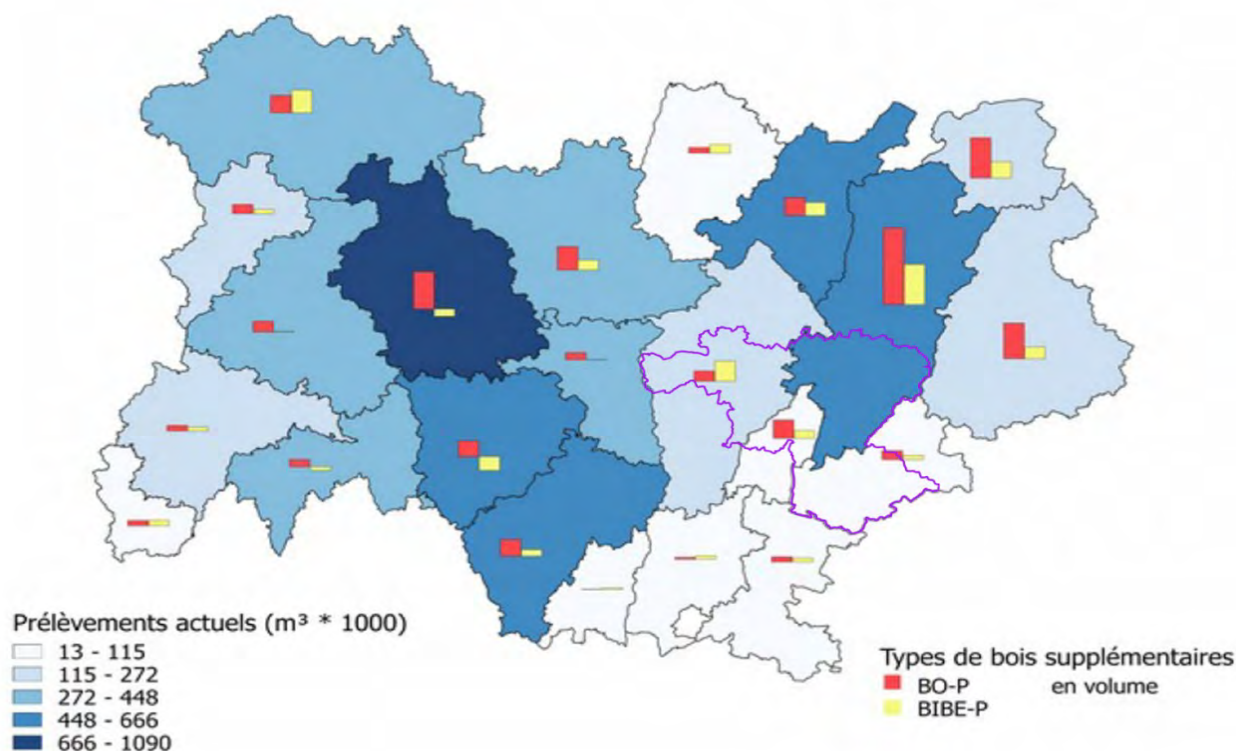 Prélèvements actuels (m³ * 1000)
13 - 115
115 - 272
272 - 448
448 - 666
666 - 1090
Types de bois supplémentaires
en volume
BO-P
BIBE-P